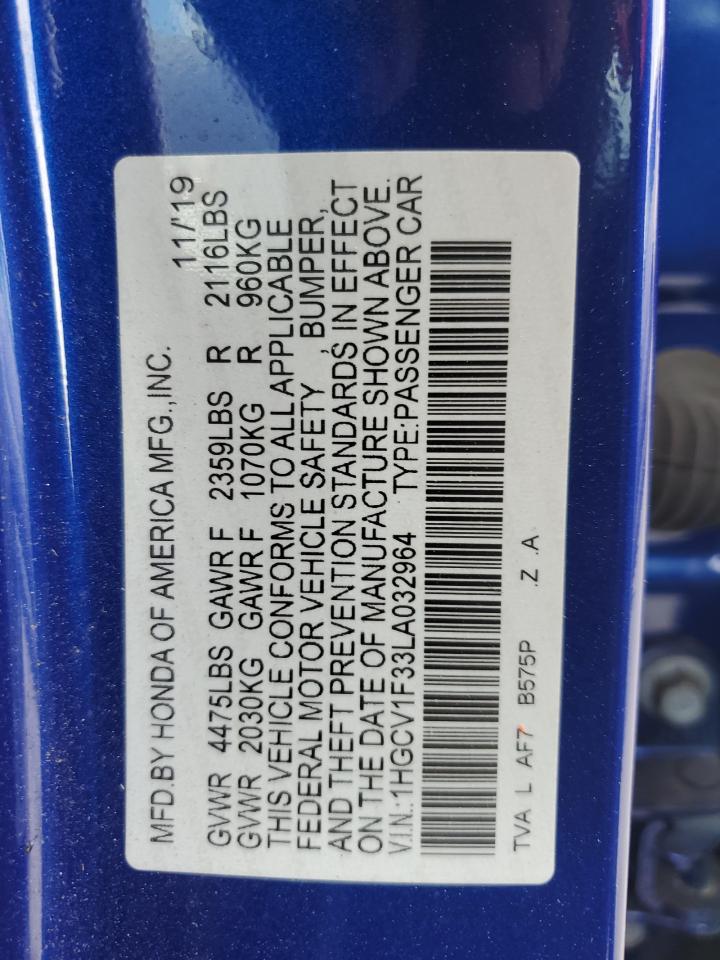 MFD.BY HONDA OF AMERICA MFG.,INC. 11/'19
GVWR 4475LBS GAWR F 2359LBS R 2116LBS
GVWR 2030KG GAWR F 1070KG R 960KG
THIS VEHICLE CONFORMS TO ALL APPLICABLE
FEDERAL MOTOR VEHICLE SAFETY , BUMPER,
AND THEFT PREVENTION STANDARDS IN EFFECT
ON THE DATE OF MANUFACTURE SHOWN ABOVE.
V.I.N.:1HGCV1F33LA032964 TYPE:PASSENGER CAR
TVA L AF7 B575P .Z .A